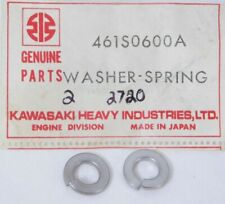 461S0600A
GENUINE
PARTS WASHER-SPRING
2 2720
KAWASAKI HEAVY INDUSTRIES, LTD.
ENGINE DIVISION MADE IN JAPAN